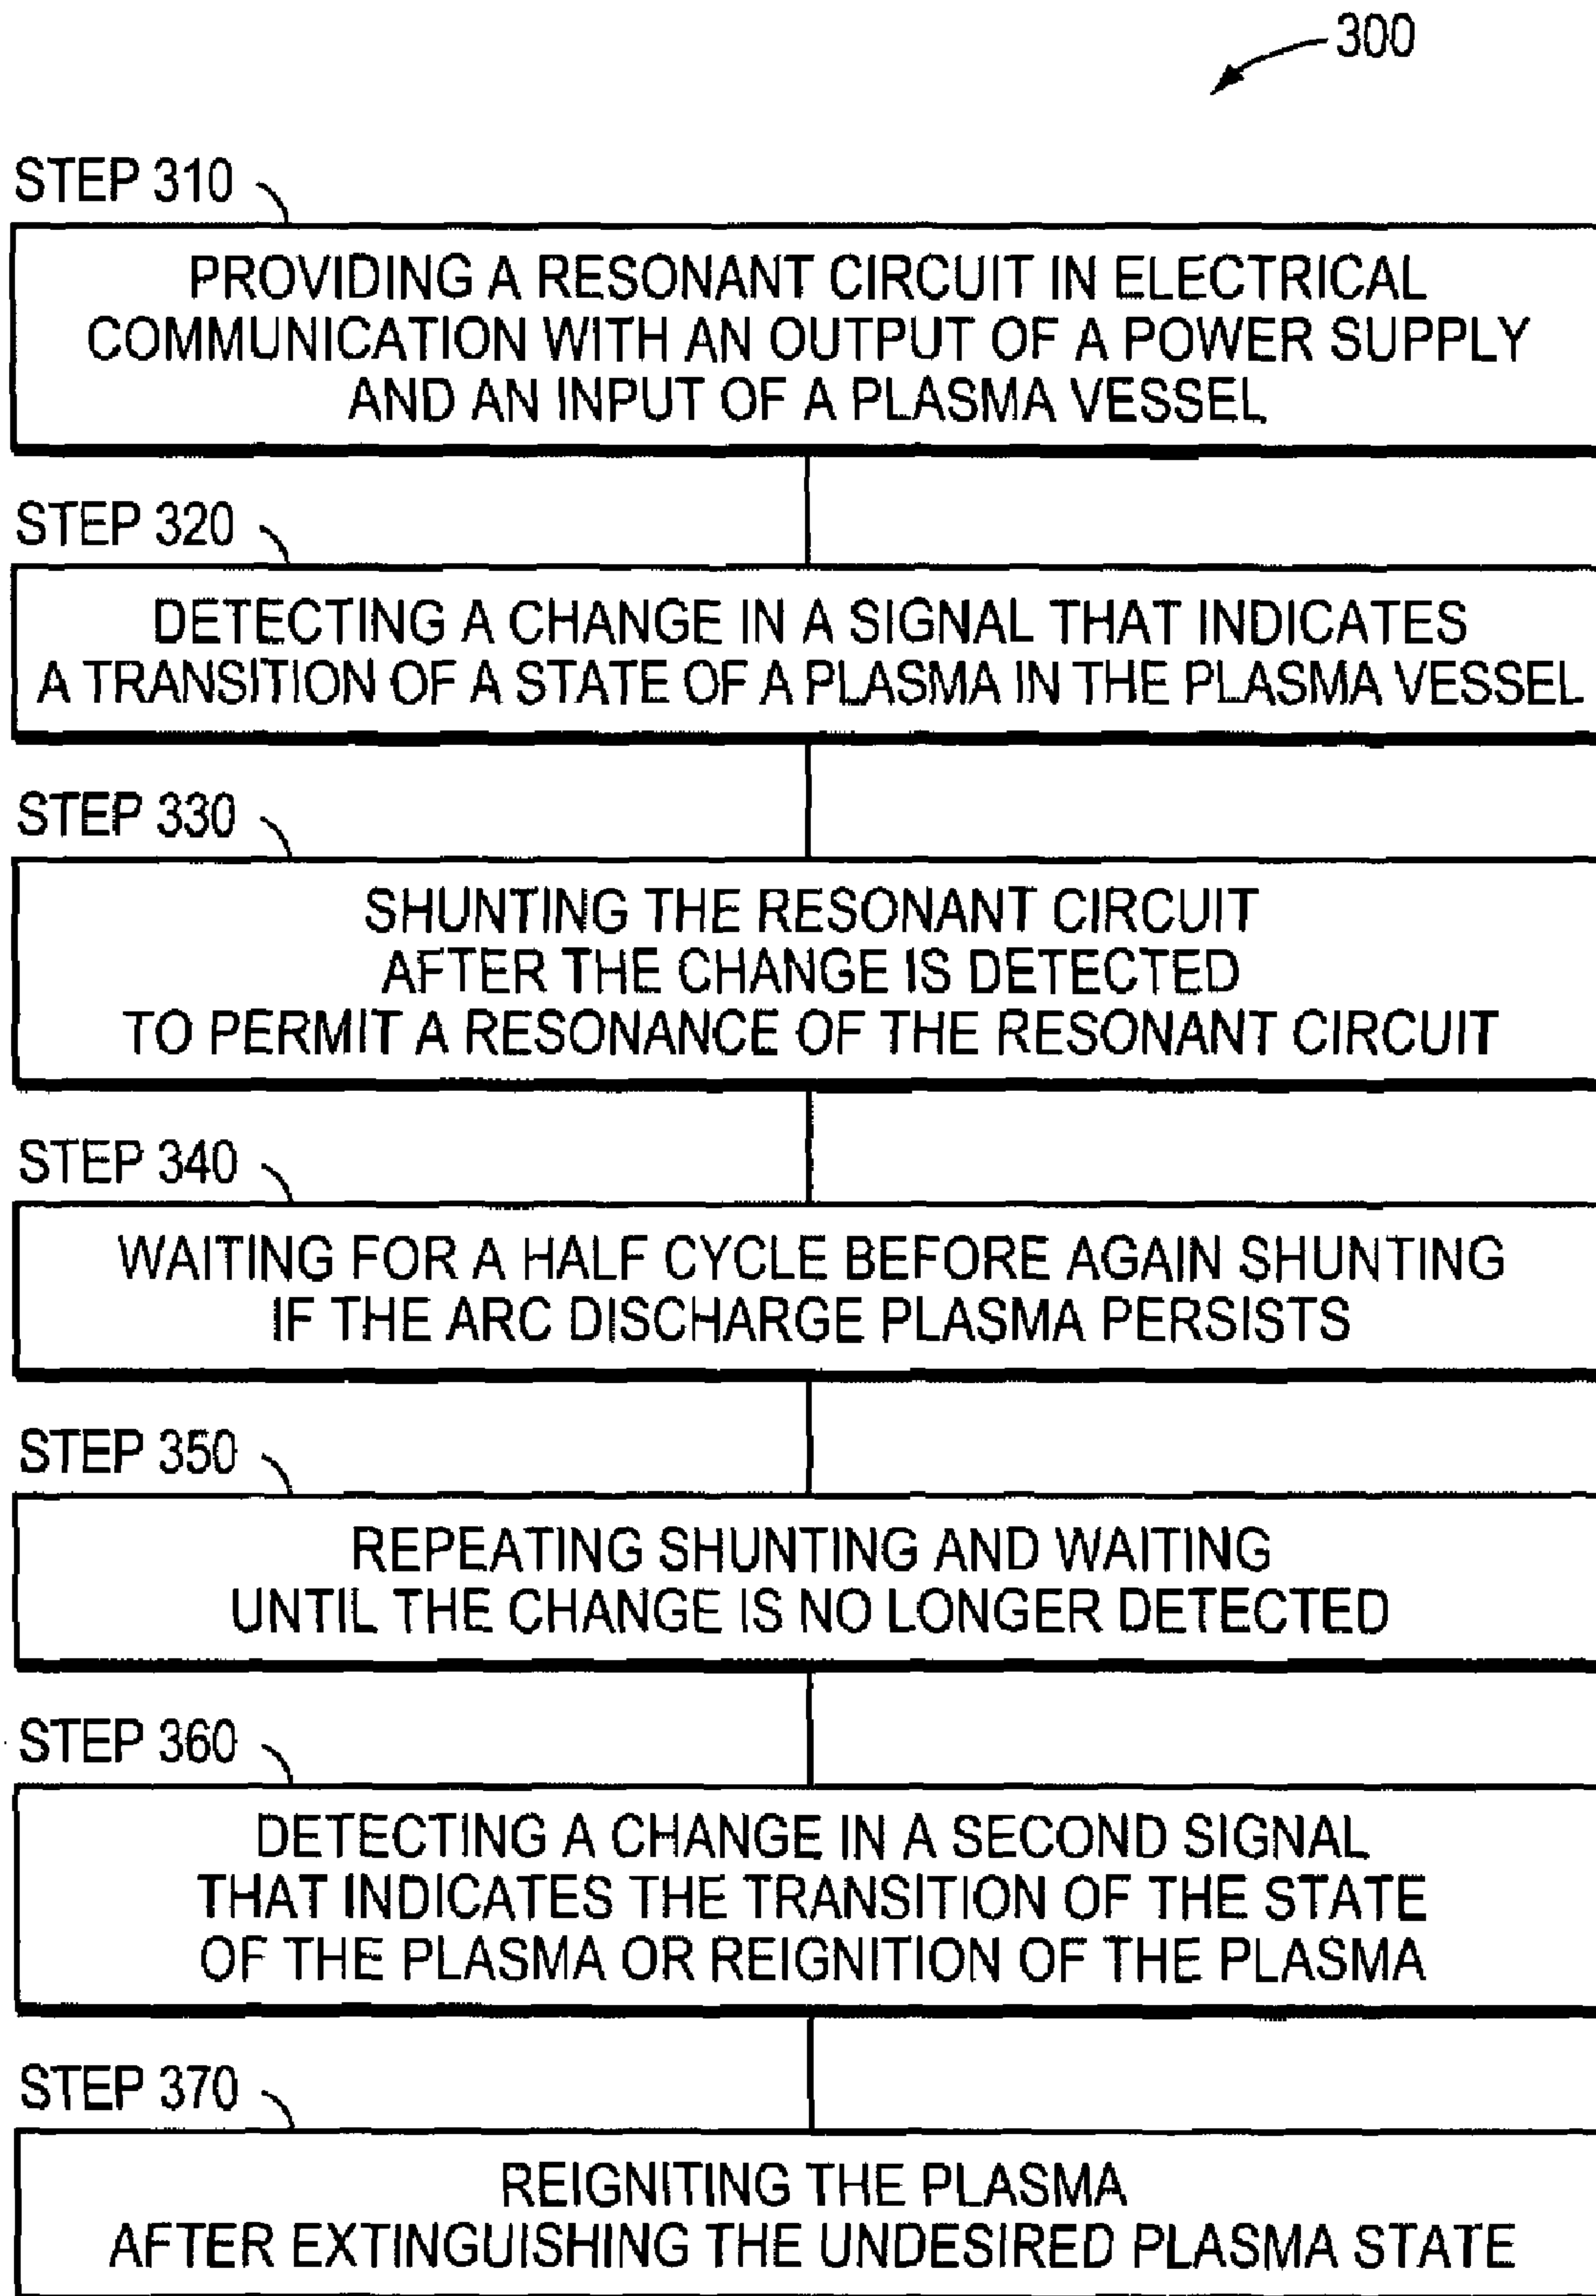 300
STEP 310
PROVIDING A RESONANT CIRCUIT IN ELECTRICAL
COMMUNICATION WITH AN OUTPUT OF A POWER SUPPLY
AND AN INPUT OF A PLASMA VESSEL
STEP 320
DETECTING A CHANGE IN A SIGNAL THAT INDICATES
A TRANSITION OF A STATE OF A PLASMA IN THE PLASMA VESSEL
STEP 330
SHUNTING THE RESONANT CIRCUIT
AFTER THE CHANGE IS DETECTED
TO PERMIT A RESONANCE OF THE RESONANT CIRCUIT
STEP 340
WAITING FOR A HALF CYCLE BEFORE AGAIN SHUNTING
IF THE ARC DISCHARGE PLASMA PERSISTS
STEP 350
REPEATING SHUNTING AND WAITING
UNTIL THE CHANGE IS NO LONGER DETECTED
STEP 360
DETECTING A CHANGE IN A SECOND SIGNAL
THAT INDICATES THE TRANSITION OF THE STATE
OF THE PLASMA OR REIGNITION OF THE PLASMA
STEP 370
REIGNITING THE PLASMA
AFTER EXTINGUISHING THE UNDESIRED PLASMA STATE